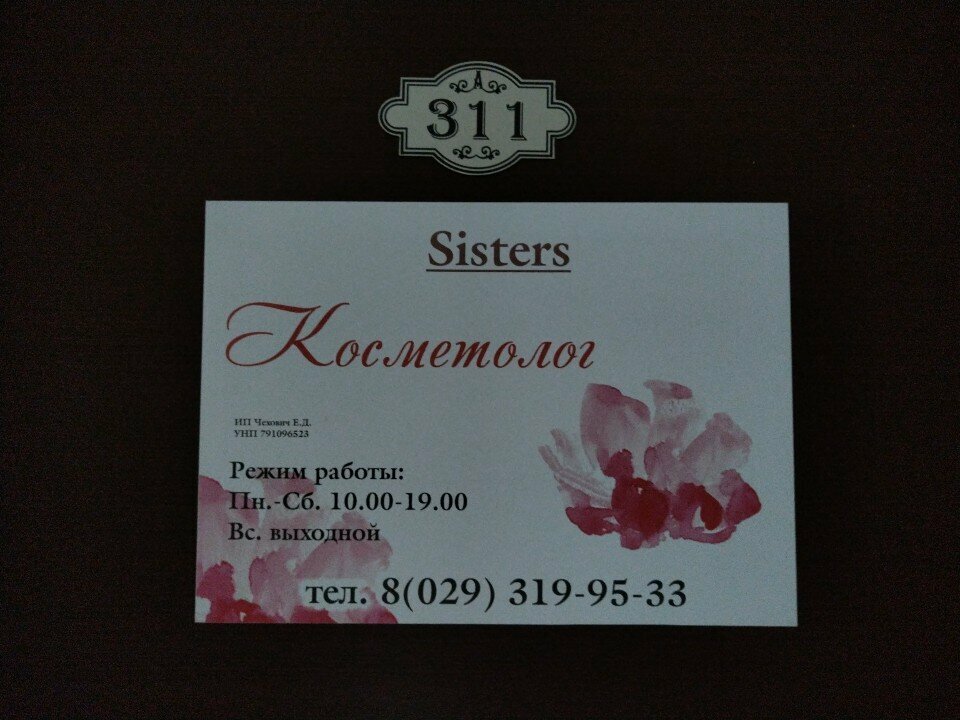 А
311
Sisters
Косметолог
ИП Чехович Е.Д.
УНП 791096523
Режим работы:
Пн.-Сб. 10.00-19.00
Вс. выходной
тел. 8(029) 319-95-33